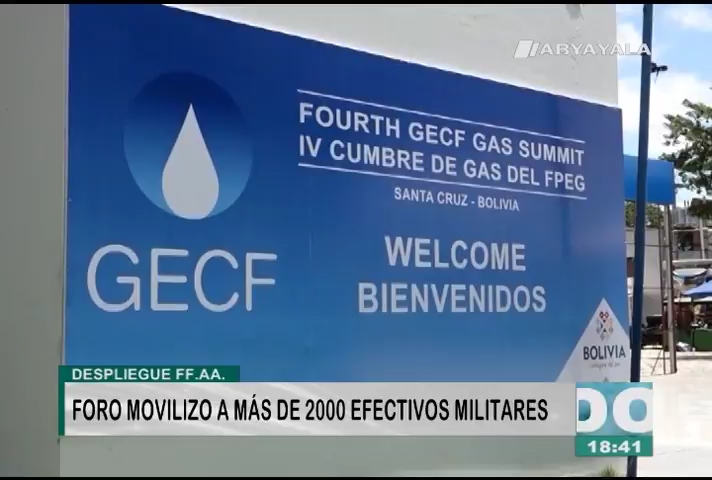 ABYAYALA
FOURTH GECF GAS SUMMIT
IV CUMBRE DE GAS DEL FPEG
SANTA CRUZ - BOLIVIA
GECF
WELCOME
BIENVENIDOS
BOLIVIA
DESPLIEGUE FF.AA.
FORO MOVILIZO A MÁS DE 2000 EFECTIVOS MILITARES
18:41